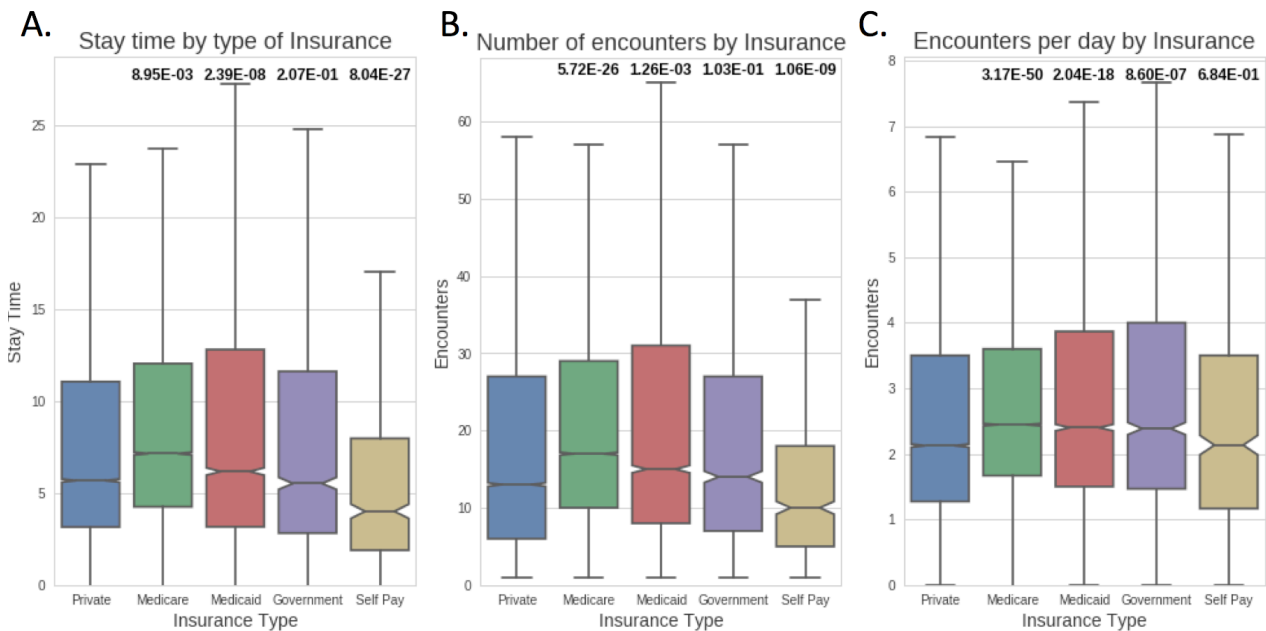 A.
Stay time by type of Insurance
8.95E-03 2.39E-08 2.07E-01 8.04E-27
25
20
15
10
5
0
Stay Time
Private Medicare Medicaid Government Self Pay
Insurance Type
B.
Number of encounters by Insurance
5.72E-26 1.26E-03 1.03E-01 1.06E-09
60
50
40
30
20
10
0
Encounters
Private Medicare Medicaid Government Self Pay
Insurance Type
C.
Encounters per day by Insurance
3.17E-50 2.04E-18 8.60E-07 6.84E-01
8
7
6
5
4
3
2
1
0
Encounters
Private Medicare Medicaid Government Self Pay
Insurance Type